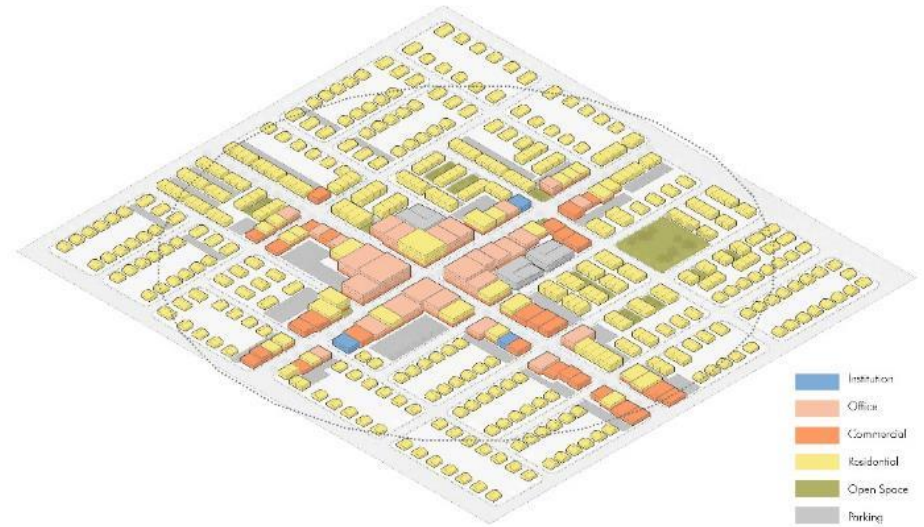 Institution
Office
Commercial
Residential
Open Space
Parking